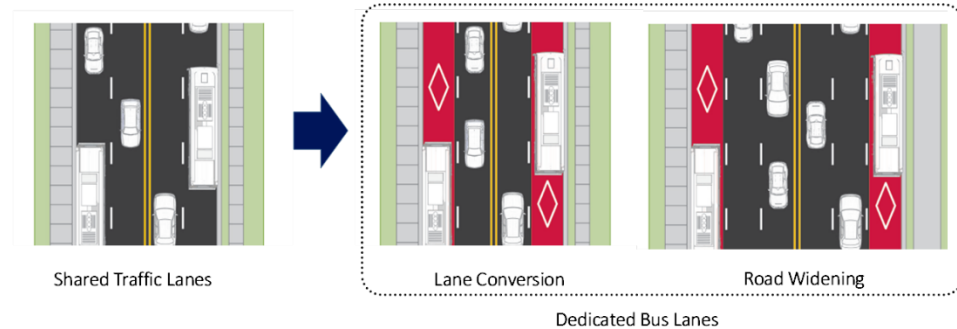 Shared Traffic Lanes
Lane Conversion
Road Widening
Dedicated Bus Lanes